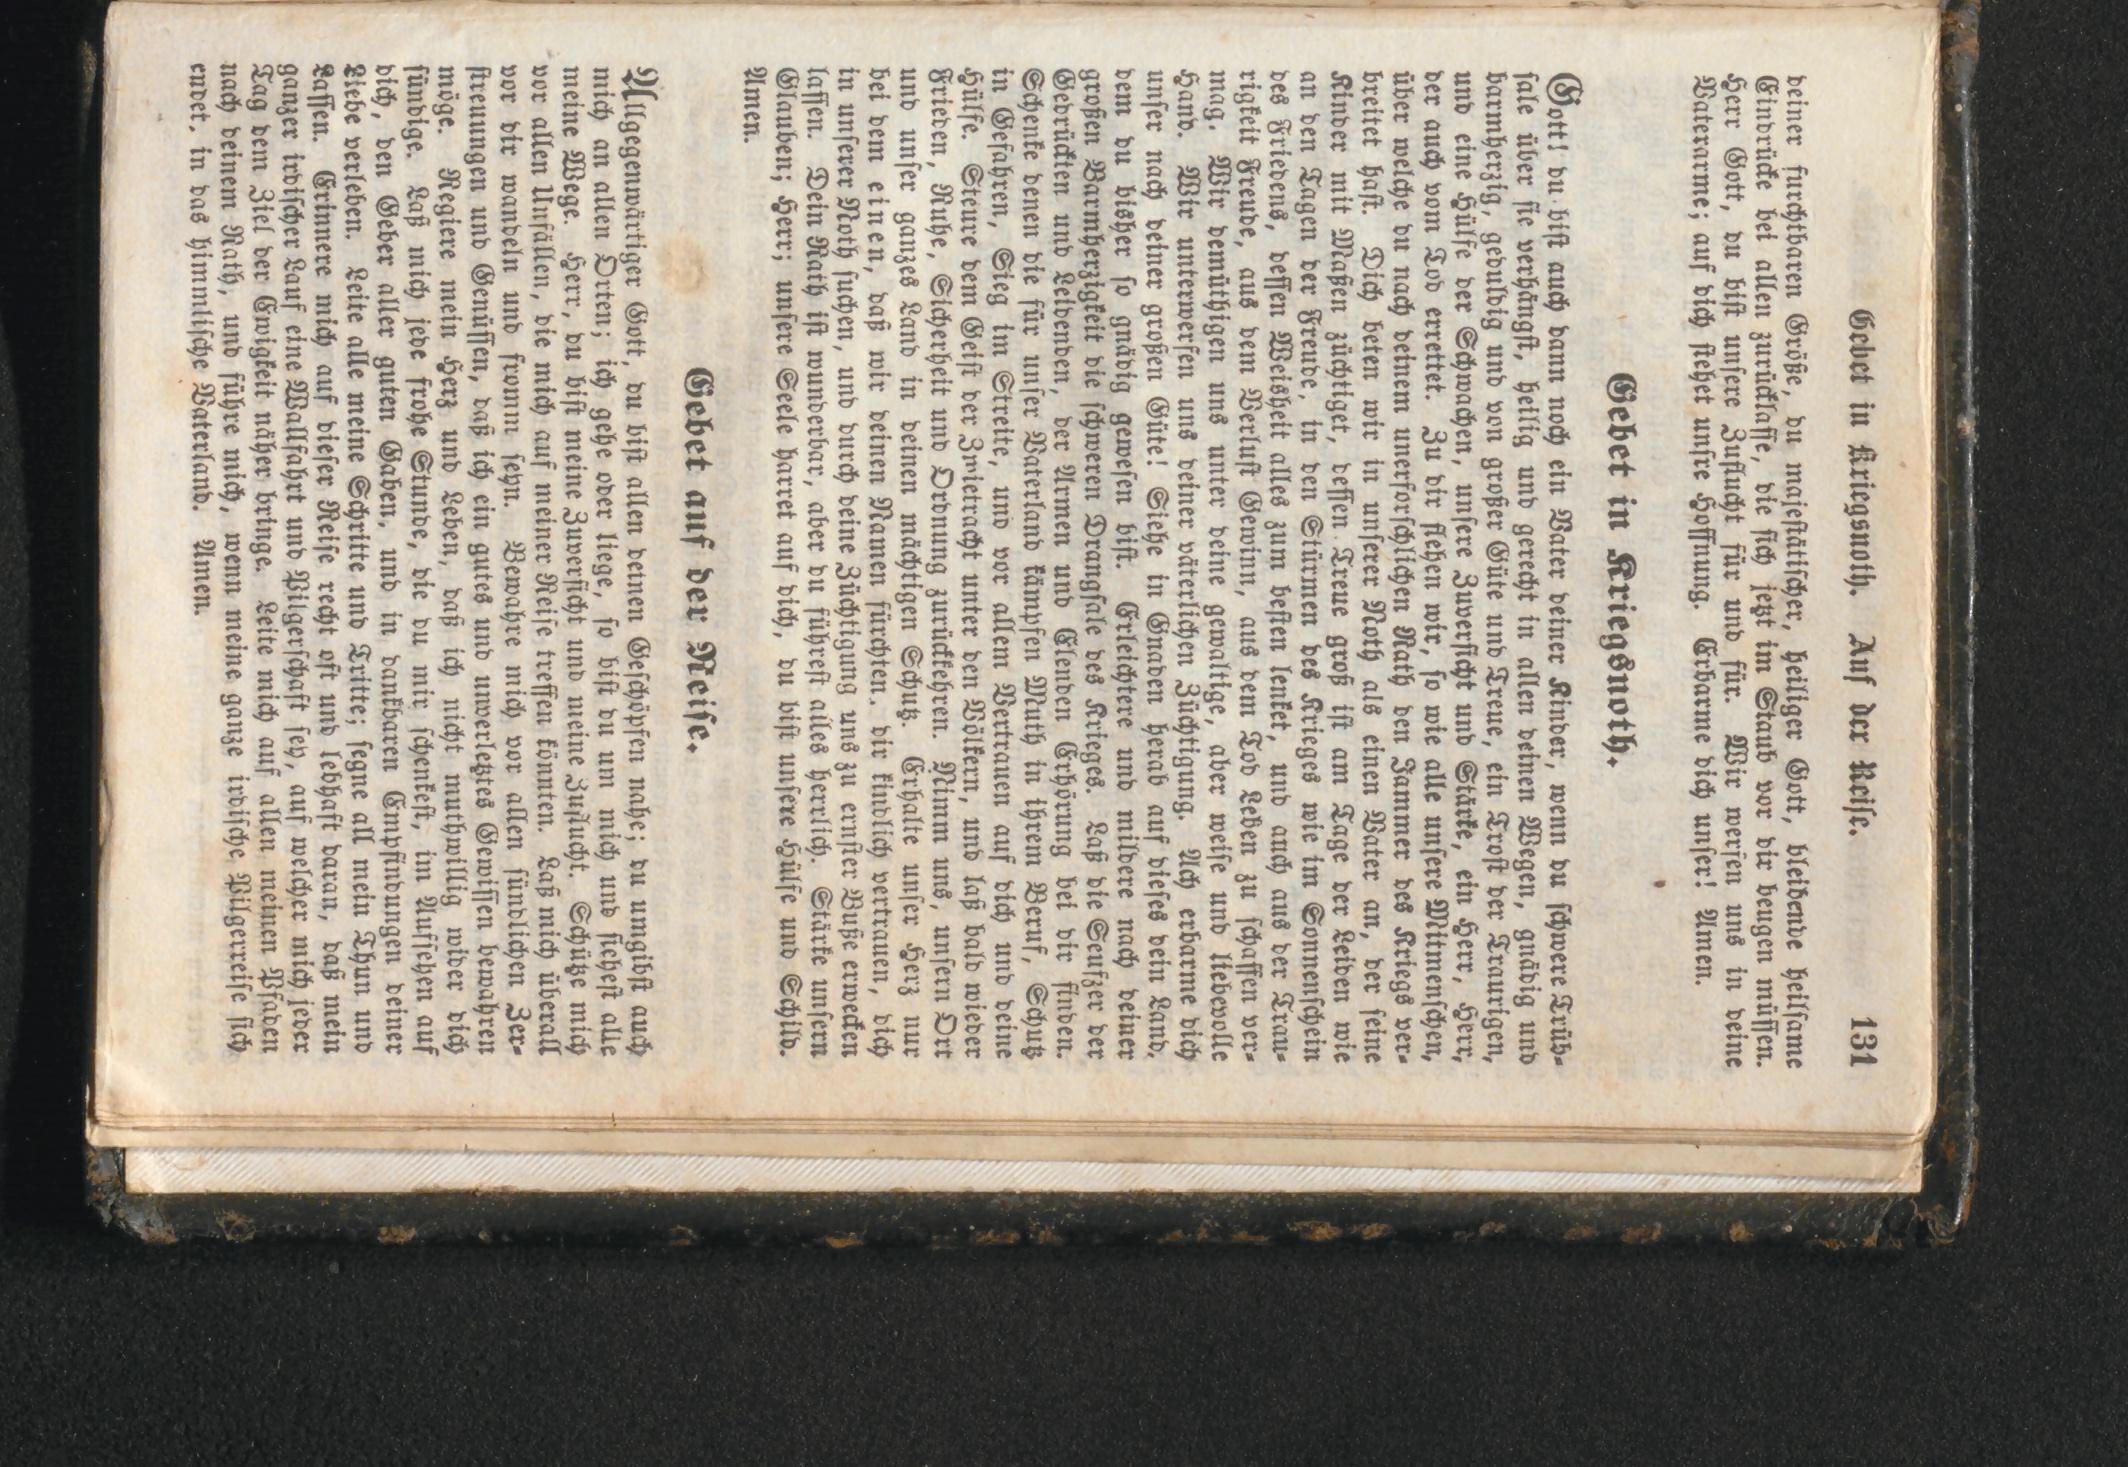 Gebet in Kriegsnoth. Auf der Reise. 131
deiner furchtbaren Größe, du majestätischer, heiliger Gott, bleibende heilsame
Eindrücke bei allen zurücklasse, die sich jetzt im Staub vor dir beugen müssen.
Herr Gott, du bist unsere Zuflucht für und für. Wir werfen uns in deine
Vaterarme; auf dich stehet unsre Hoffnung. Erbarme dich unser! Amen.
Gebet in Kriegsnoth.
Gott! du bist auch dann noch ein Vater deiner Kinder, wenn du schwere Trüb-
sale über sie verhängst, heilig und gerecht in allen deinen Wegen, gnädig und
barmherzig, geduldig und von großer Güte und Treue, ein Trost der Traurigen,
und eine Hülfe der Schwachen, unsere Zuversicht und Stärke, ein Herr, Herr,
der auch vom Tod errettet. Zu dir flehen wir, so wie alle unsere Mitmenschen,
über welche du nach deinem unerforschlichen Rath den Jammer des Kriegs ver-
breitet hast. Dich beten wir in unserer Noth als einen Vater an, der seine
Kinder mit Maßen züchtiget, dessen Treue groß ist am Tage der Leiden wie
an den Tagen der Freude, in den Stürmen des Krieges wie im Sonnenschein
des Friedens, dessen Weisheit alles zum besten lenket, und auch aus der Trau-
rigkeit Freude, aus dem Verlust Gewinn, aus dem Tod Leben zu schaffen ver-
mag. Wir demüthigen uns unter deine gewaltige, aber weise und liebevolle
Hand. Wir unterwerfen uns deiner väterlichen Züchtigung. Ach erbarme dich
unser nach deiner großen Güte! Siehe in Gnaden herab auf dieses dein Land,
dem du bisher so gnädig gewesen bist. Erleichtere und mildere nach deiner
großen Barmherzigkeit die schweren Drangsale des Krieges. Laß die Seufzer der
Gedrückten und Leidenden, der Armen und Elenden Erhörung bei dir finden.
Schenke denen die für unser Vaterland kämpfen Muth in ihrem Beruf, Schutz
in Gefahren, Sieg im Streite, und vor allem Vertrauen auf dich und deine
Hülfe. Steure dem Geist der Zwietracht unter den Völkern, und laß bald wieder
Frieden, Ruhe, Sicherheit und Ordnung zurückkehren. Nimm uns, unsern Ort
und unser ganzes Land in deinen mächtigen Schutz. Erhalte unser Herz nur
bei dem einen, daß wir deinen Namen fürchten, dir kindlich vertrauen, dich
in unserer Noth suchen, und durch deine Züchtigung uns zu ernster Buße erwecken
lassen. Dein Rath ist wunderbar, aber du führest alles herrlich. Stärke unsern
Glauben; Herr; unsere Seele harret auf dich, du bist unsere Hülfe und Schild.
Amen.
Gebet auf der Reise.
Allgegenwärtiger Gott, du bist allen deinen Geschöpfen nahe; du umgibst auch
mich an allen Orten; ich gehe oder liege, so bist du um mich und siehest alle
meine Wege. Herr, du bist meine Zuversicht und meine Zuflucht. Schütze mich
vor allen Unfällen, die mich auf meiner Reise treffen könnten. Laß mich überall
vor dir wandeln und fromm seyn. Bewahre mich vor allen sündlichen Zer-
streuungen und Genüssen, daß ich ein gutes und unverletztes Gewissen bewahren
möge. Regiere mein Herz und Leben, daß ich nicht muthwillig wider dich
sündige. Laß mich jede frohe Stunde, die du mir schenkest, im Aufsehen auf
dich, den Geber aller guten Gaben, und in dankbaren Empfindungen deiner
Liebe verleben. Leite alle meine Schritte und Tritte; segne all mein Thun und
Lassen. Erinnere mich auf dieser Reise recht oft und lebhaft daran, daß mein
ganzer irdischer Lauf eine Wallfahrt und Pilgerschaft sey, auf welcher mich jeder
Tag dem Ziel der Ewigkeit näher bringe. Leite mich auf allen meinen Pfaden
nach deinem Rath, und führe mich, wenn meine ganze irdische Pilgerreise sich
endet, in das himmlische Vaterland. Amen.